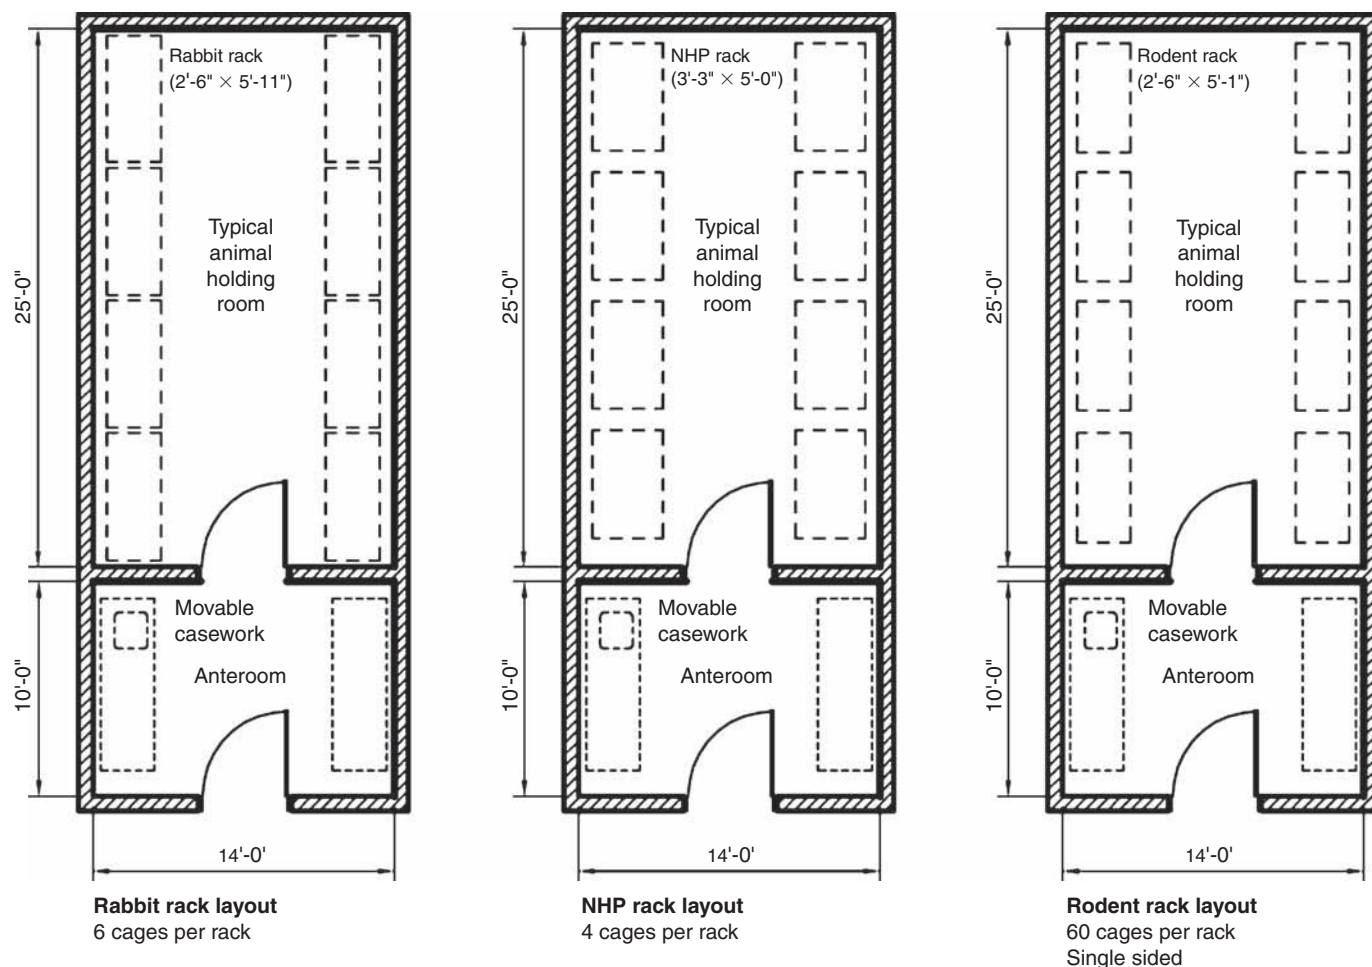 Rabbit rack
(2'-6" × 5'-11")
Typical
animal
holding
room
25'-0"
Movable
casework
Anteroom
10'-0"
14'-0'
Rabbit rack layout
6 cages per rack
NHP rack
(3'-3" × 5'-0")
Typical
animal
holding
room
25'-0"
Movable
casework
Anteroom
10'-0"
14'-0'
NHP rack layout
4 cages per rack
Rodent rack
(2'-6" × 5'-1")
Typical
animal
holding
room
25'-0"
Movable
casework
Anteroom
10'-0"
14'-0'
Rodent rack layout
60 cages per rack
Single sided